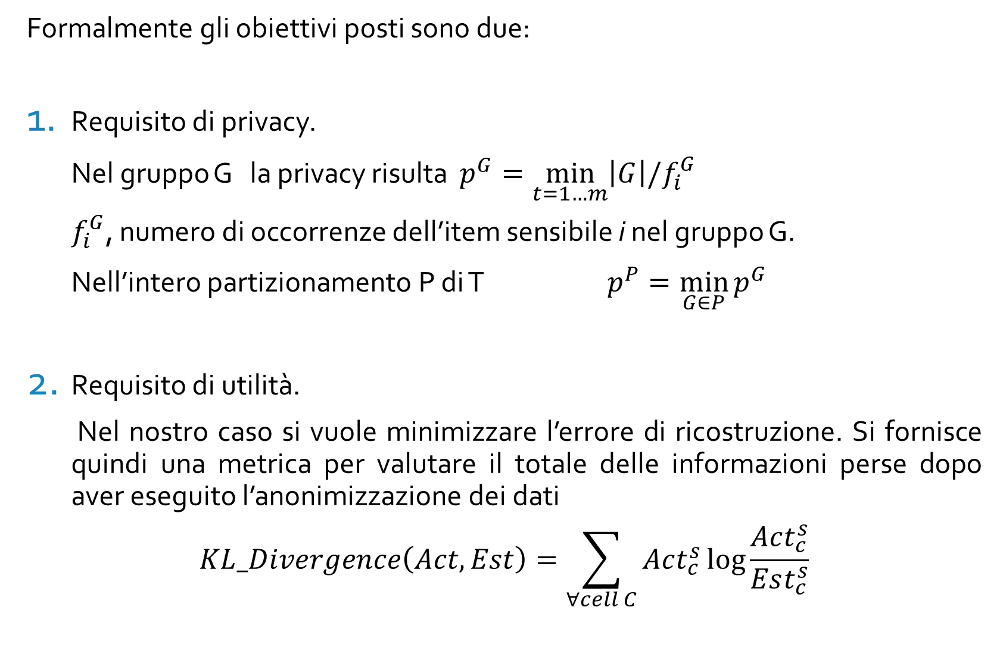 Formalmente gli obiettivi posti sono due:
1. Requisito di privacy.
Nel gruppo G la privacy risulta $p^G = \min_{t=1…m} |G|/f_i^G$
$f_i^G$, numero di occorrenze dell’item sensibile i nel gruppo G.
Nell’intero partizionamento P di T $p^P = \min_{G∈P} p^G$
2. Requisito di utilità.
Nel nostro caso si vuole minimizzare l’errore di ricostruzione. Si fornisce
quindi una metrica per valutare il totale delle informazioni perse dopo
aver eseguito l’anonimizzazione dei dati
$KL\_Divergence(Act, Est) = \sum_{∀cell C} Act_c^s \log \frac{Act_c^s}{Est_c^s}$